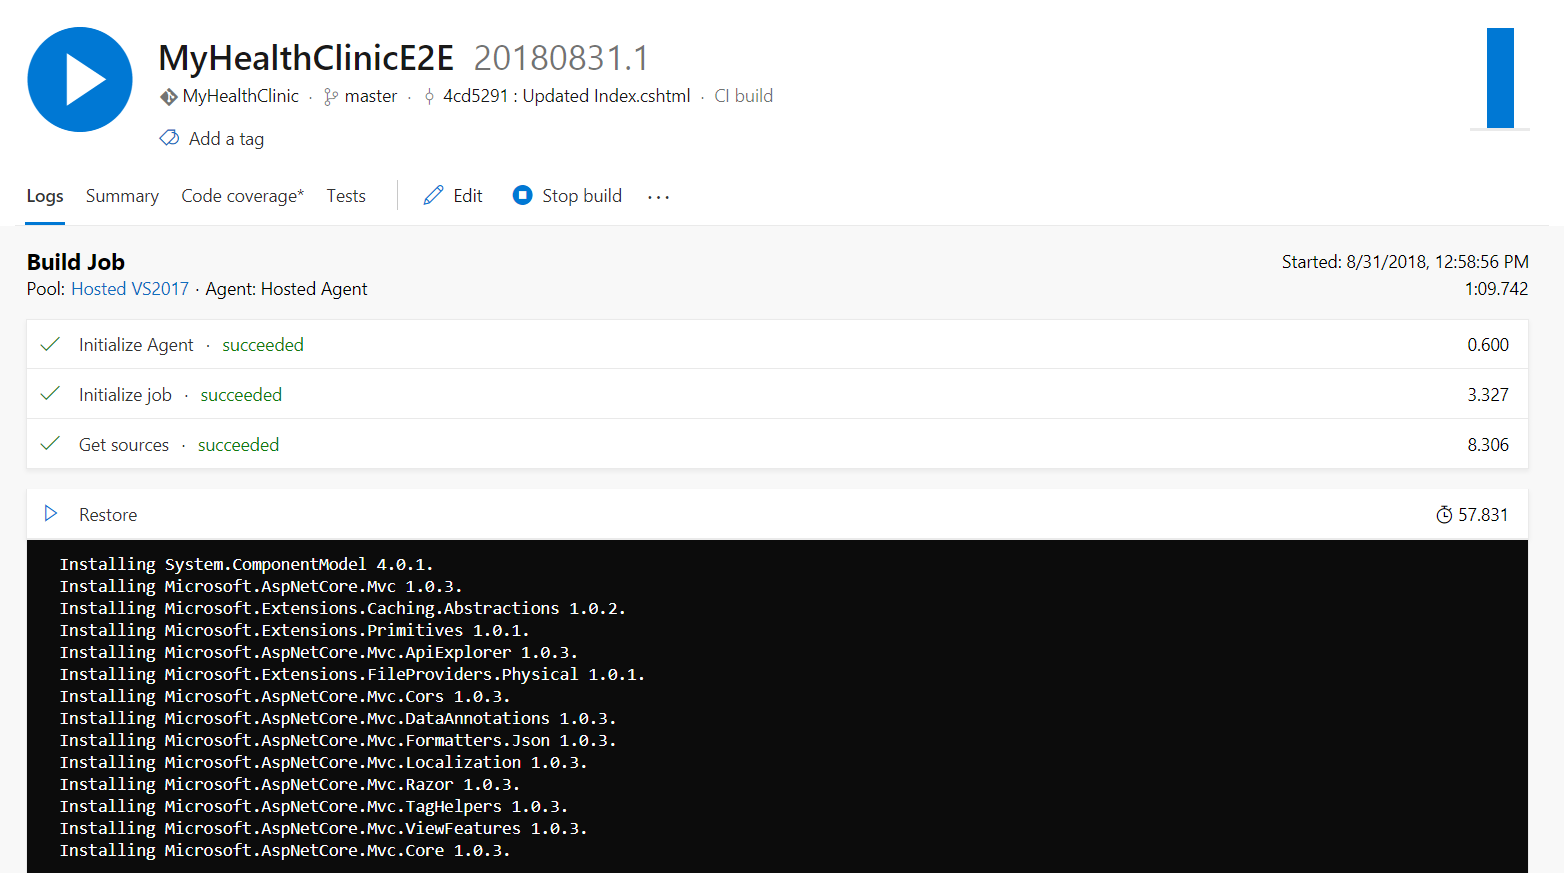 MyHealthClinicE2E 20180831.1
MyHealthClinic · master · 4cd5291 : Updated Index.cshtml · CI build
Add a tag
Logs Summary Code coverage* Tests Edit Stop build ···
Build Job
Started: 8/31/2018, 12:58:56 PM
Pool: Hosted VS2017 · Agent: Hosted Agent
1:09.742
Initialize Agent · succeeded 0.600
Initialize job · succeeded 3.327
Get sources · succeeded 8.306
Restore 57.831
Installing System.ComponentModel 4.0.1.
Installing Microsoft.AspNetCore.Mvc 1.0.3.
Installing Microsoft.Extensions.Caching.Abstractions 1.0.2.
Installing Microsoft.Extensions.Primitives 1.0.1.
Installing Microsoft.AspNetCore.Mvc.ApiExplorer 1.0.3.
Installing Microsoft.Extensions.FileProviders.Physical 1.0.1.
Installing Microsoft.AspNetCore.Mvc.Cors 1.0.3.
Installing Microsoft.AspNetCore.Mvc.DataAnnotations 1.0.3.
Installing Microsoft.AspNetCore.Mvc.Formatters.Json 1.0.3.
Installing Microsoft.AspNetCore.Mvc.Localization 1.0.3.
Installing Microsoft.AspNetCore.Mvc.Razor 1.0.3.
Installing Microsoft.AspNetCore.Mvc.TagHelpers 1.0.3.
Installing Microsoft.AspNetCore.Mvc.ViewFeatures 1.0.3.
Installing Microsoft.AspNetCore.Mvc.Core 1.0.3.